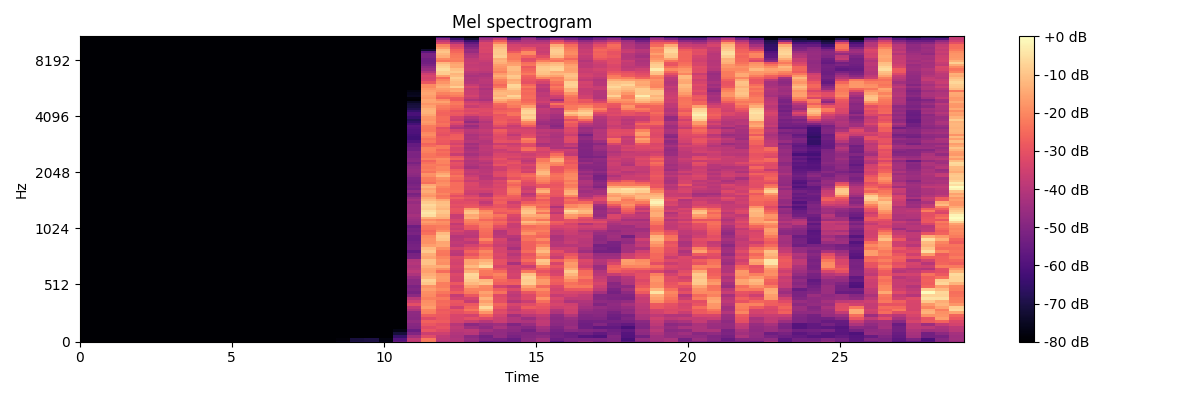 Mel spectrogram
Hz
8192
4096
2048
1024
512
0
0 5 10 15 20 25
Time
+0 dB
-10 dB
-20 dB
-30 dB
-40 dB
-50 dB
-60 dB
-70 dB
-80 dB